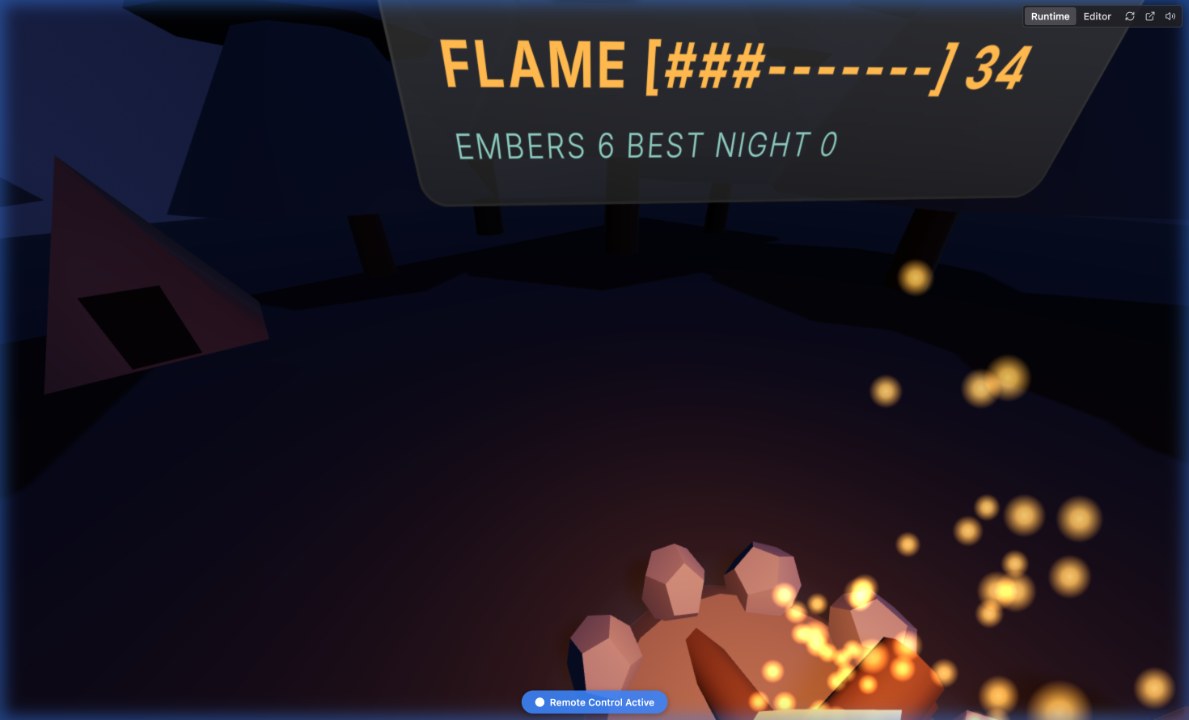 Runtime Editor
FLAME [###-------] 34
EMBERS 6 BEST NIGHT 0
Remote Control Active